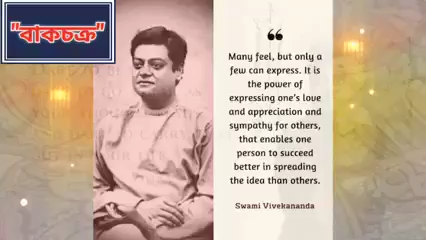 "বাকচক্র"
❝
Many feel, but only a
few can express. It is
the power of
expressing one's love
and appreciation and
sympathy for others,
that enables one
person to succeed
better in spreading
the idea than others.
Swami Vivekananda